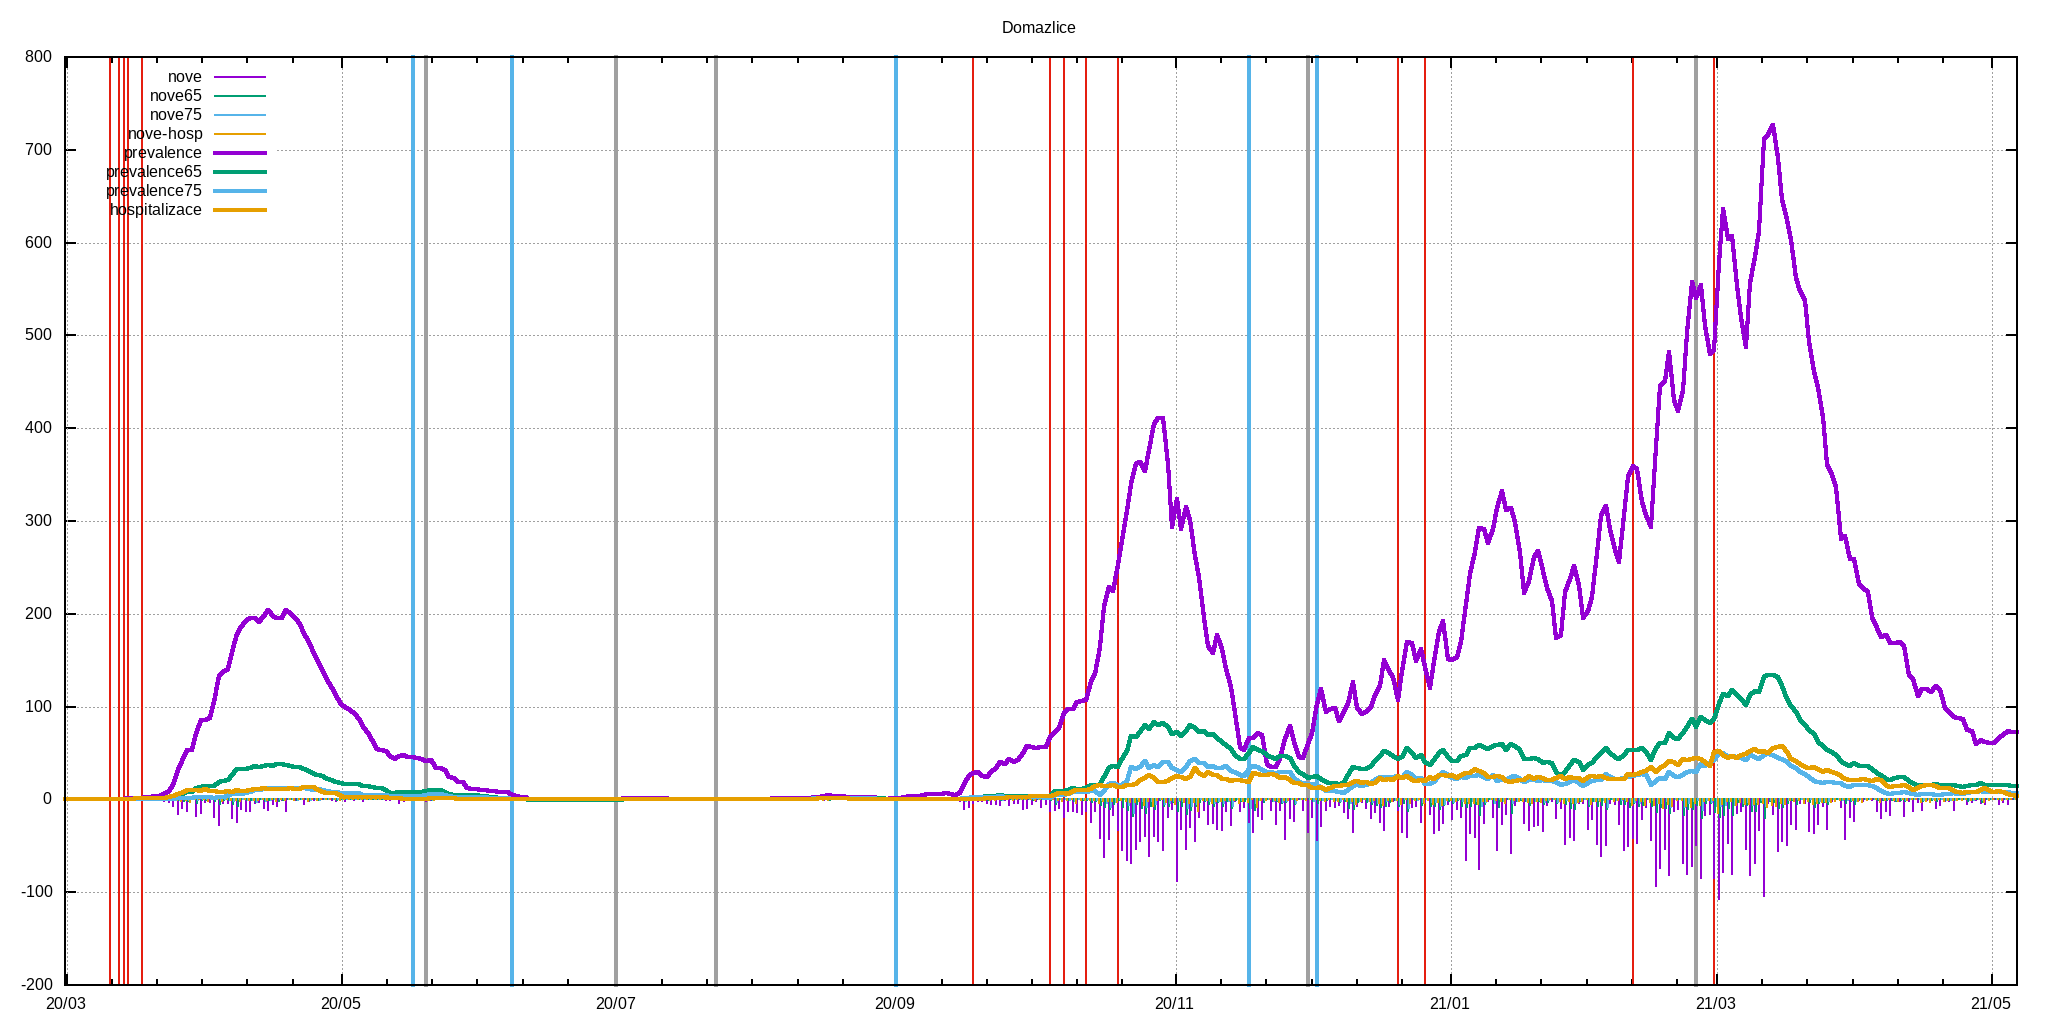 Domazlice
800
700
600
500
400
300
200
100
0
-100
-200
nove
nove65
nove75
nove-hosp
prevalence
prevalence65
prevalence75
hospitalizace
20/03 20/05 20/07 20/09 20/11 21/01 21/03 21/05